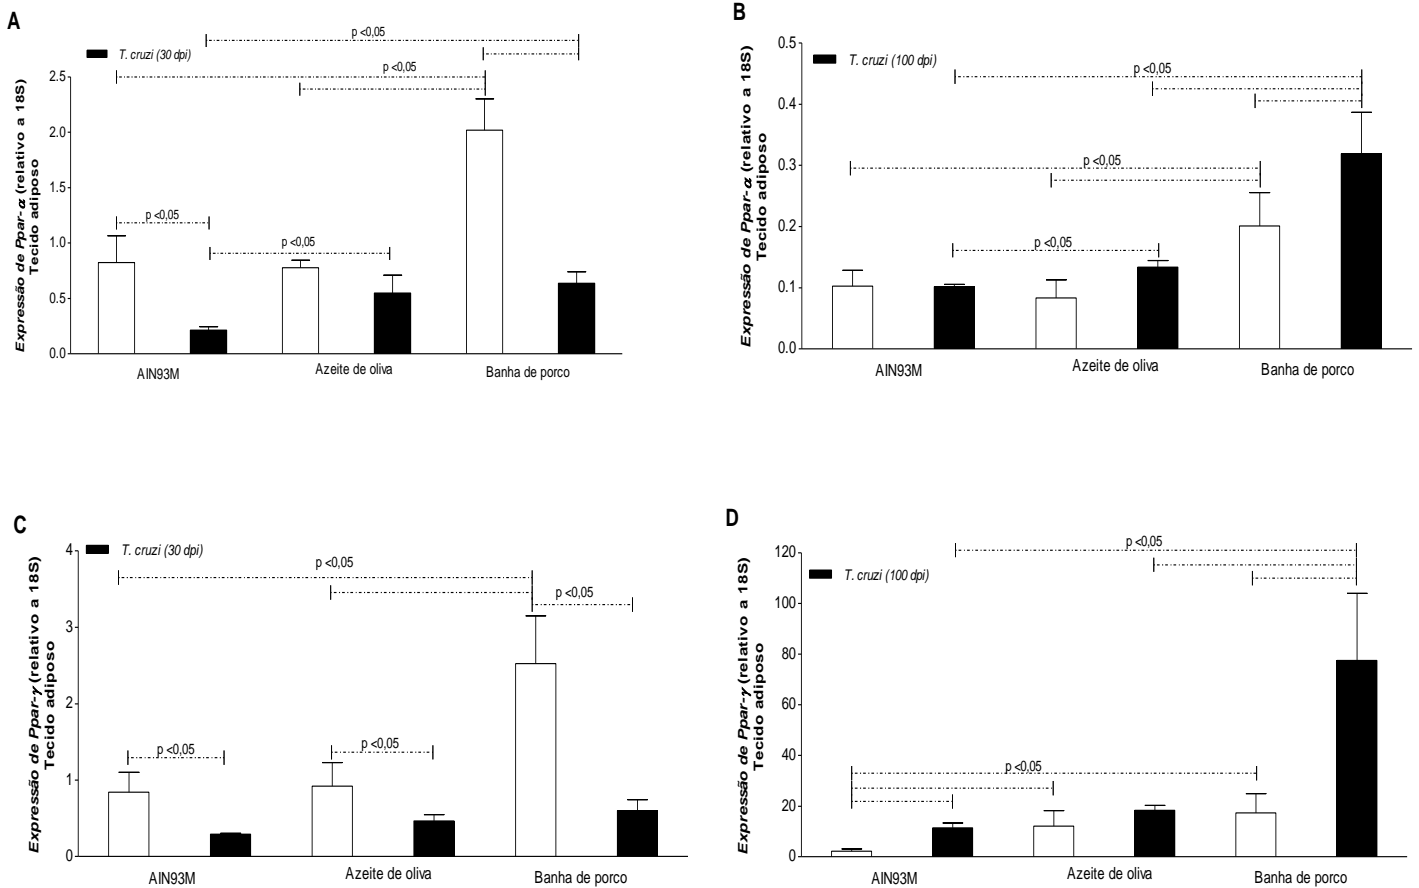 A
T. cruzi (30 dpi)
p <0,05
p <0,05
p <0,05
p <0,05
2.5
2.0
1.5
1.0
0.5
0.0
Expressão de Ppar-α (relativo a 18S)
Tecido adiposo
AIN93M
Azeite de oliva
Banha de porco
B
T. cruzi (100 dpi)
p <0,05
p <0,05
p <0,05
0.5
0.4
0.3
0.2
0.1
0.0
Expressão de Ppar-α (relativo a 18S)
Tecido adiposo
AIN93M
Azeite de oliva
Banha de porco
C
T. cruzi (30 dpi)
p <0,05
p <0,05
p <0,05
p <0,05
4
3
2
1
0
Expressão de Ppar-γ (relativo a 18S)
Tecido adiposo
AIN93M
Azeite de oliva
Banha de porco
D
T. cruzi (100 dpi)
p <0,05
p <0,05
120
100
80
60
40
20
0
Expressão de Ppar-γ (relativo a 18S)
Tecido adiposo
AIN93M
Azeite de oliva
Banha de porco